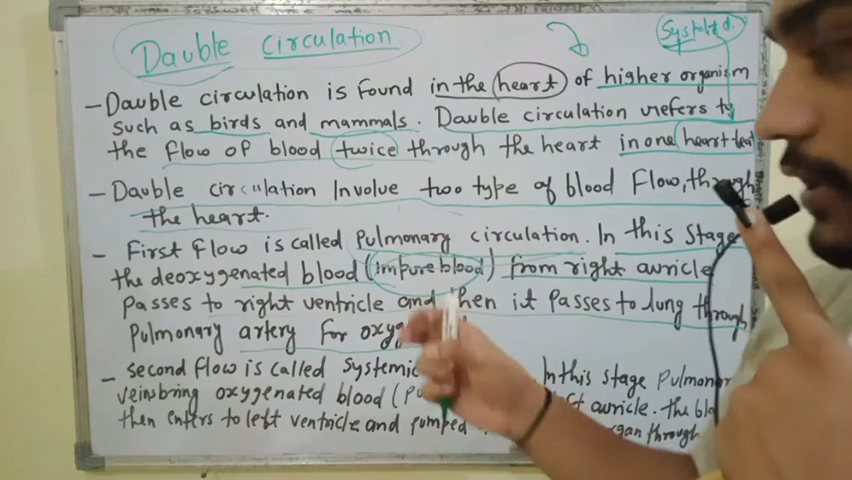 Dauble circulation
- Dauble circulation is Found in the heart of higher organism
such as birds and mammals. Dauble circulation refers to
the flow of blood twice through the heart in one heart beat
- Dauble circulation Involve two type of blood Flow, through
the heart.
- First flow is called Pulmonary circulation. In this stage
the deoxygenated blood (impure blood) from right auricle
Passes to right ventricle and then it Passes to lung through
Pulmonary artery For
- second flow is called Systemic In this stage Pulmonar
veins bring oxygenated blood ( auricle. The
then enters to left ventricle and pumped through